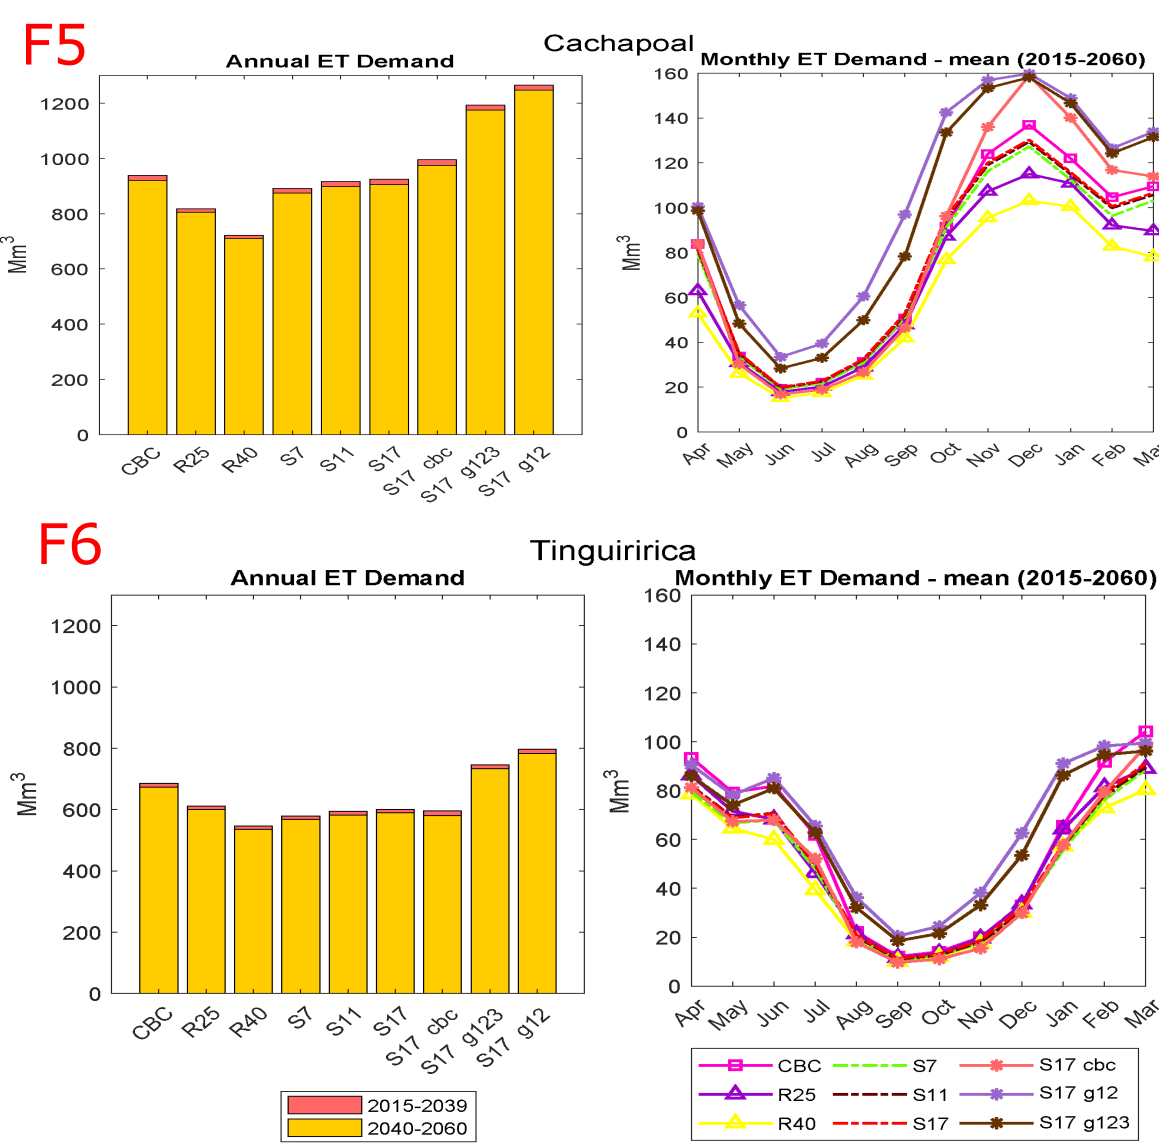 F5
Cachapoal
Annual ET Demand
Monthly ET Demand - mean (2015-2060)
Mm3
1200
1000
800
600
400
200
0
CBC
R25
R40
S7
S11
S17
S17 cbc
S17 g123
S17 g12
Mm3
160
140
120
100
80
60
40
20
0
Apr
May
Jun
Jul
Aug
Sep
Oct
Nov
Dec
Jan
Feb
Mar
F6
Tinguiririca
Annual ET Demand
Monthly ET Demand - mean (2015-2060)
Mm3
1200
1000
800
600
400
200
0
CBC
R25
R40
S7
S11
S17
S17 cbc
S17 g123
S17 g12
2015-2039
2040-2060
Mm3
160
140
120
100
80
60
40
20
0
Apr
May
Jun
Jul
Aug
Sep
Oct
Nov
Dec
Jan
Feb
Mar
CBC S7 S17 cbc
R25 S11 S17 g12
R40 S17 S17 g123